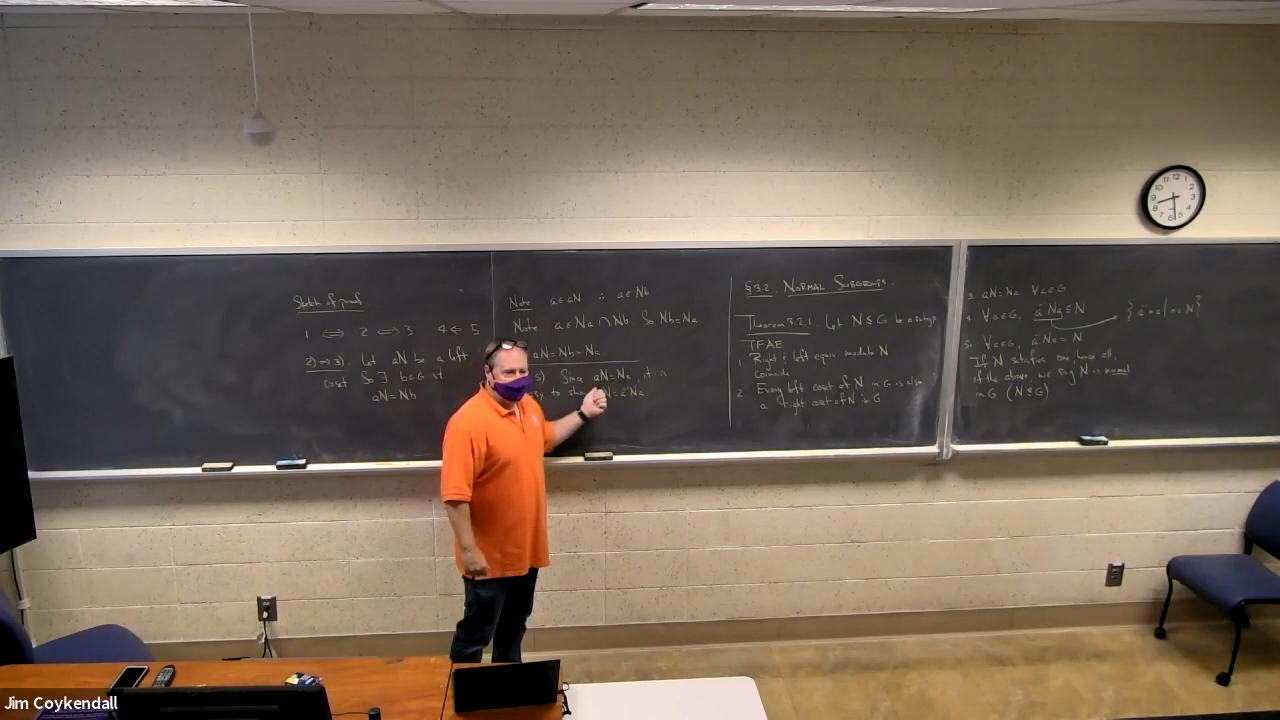 Sketch of proof
1 ⟺ 2 ⟺ 3 4 ⇐ 5
2)⇒3) Let aN be a left
coset So ∃ b∈G st
aN = Nb
Note a∈aN ∴ a∈Nb
Note a∈Na ∩ Nb So Nb = Na
aN = Nb = Na
5) Since aN = Na, it is
to
§3.2. Normal Subgroups.
Theorem 3.2.1 Let N ≤ G be a subgp
TFAE
1. Right & left equiv. modulo N
coincide
2. Every left coset of N in G is also
a right coset of N in G
3. aN = Na ∀a∈G
4. ∀a∈G, a⁻¹Na ⊆ N {a⁻¹na | n∈N}
5. ∀a∈G, a⁻¹Na = N
If N satisfies one, hence all,
of the above, we say N is normal
in G (N ⊴ G)
Jim Coykendall